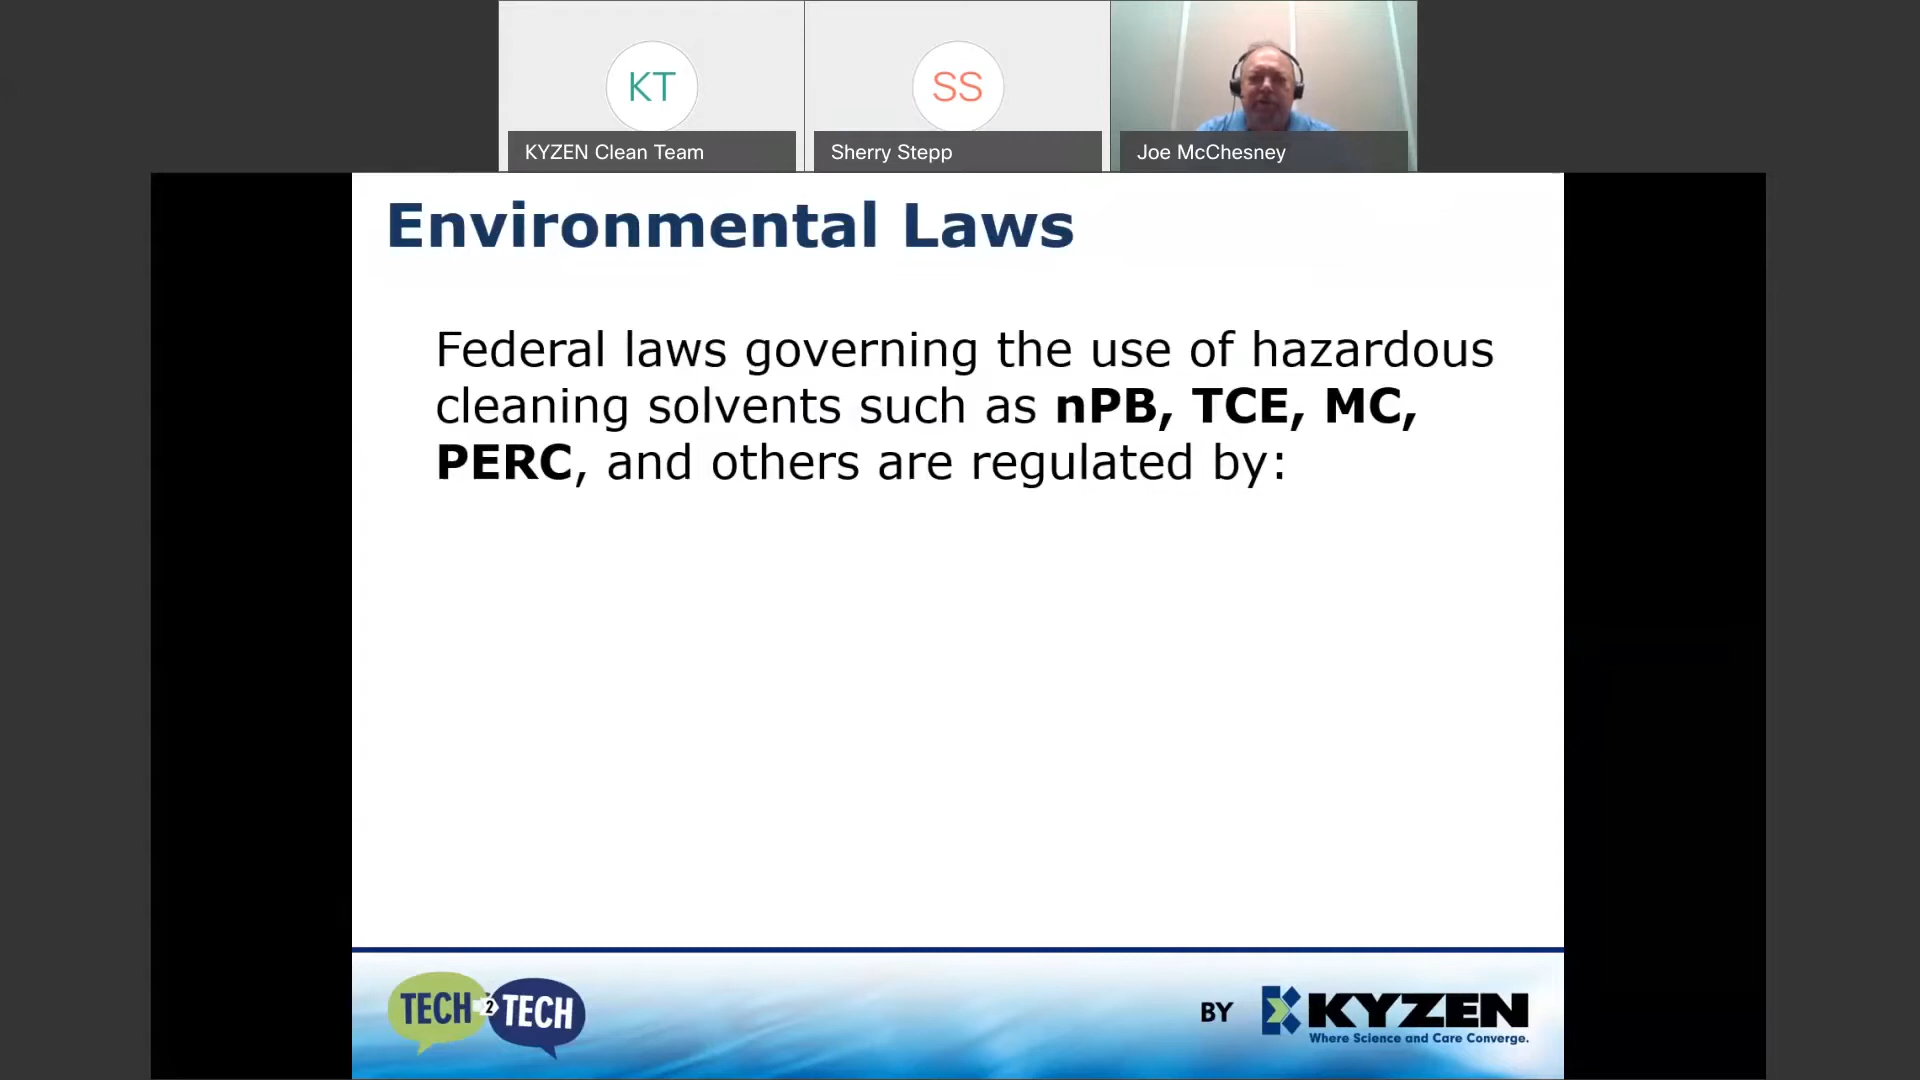 KT
KYZEN Clean Team
SS
Sherry Stepp
Joe McChesney
Environmental Laws
Federal laws governing the use of hazardous
cleaning solvents such as nPB, TCE, MC,
PERC, and others are regulated by:
TECH 2 TECH
BY KYZEN
Where Science and Care Converge.